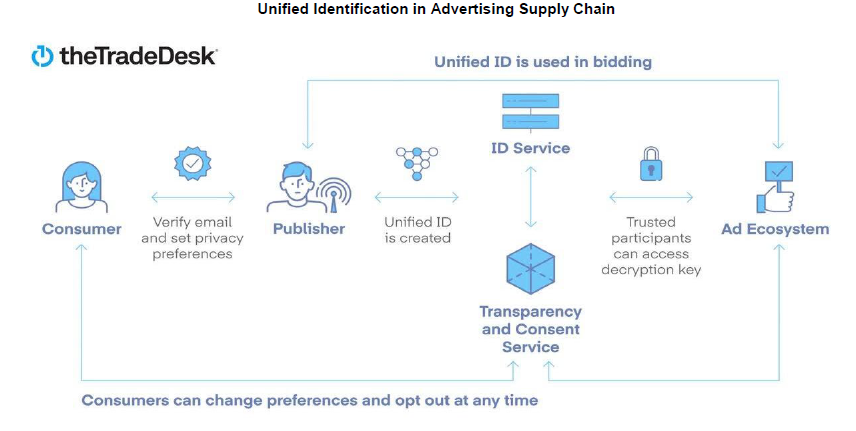 Unified Identification in Advertising Supply Chain
theTradeDesk
Unified ID is used in bidding
ID Service
Consumer
Verify email
and set privacy
preferences
Publisher
Unified ID
is created
Trusted
participants
can access
decryption key
Ad Ecosystem
Transparency
and Consent
Service
Consumers can change preferences and opt out at any time